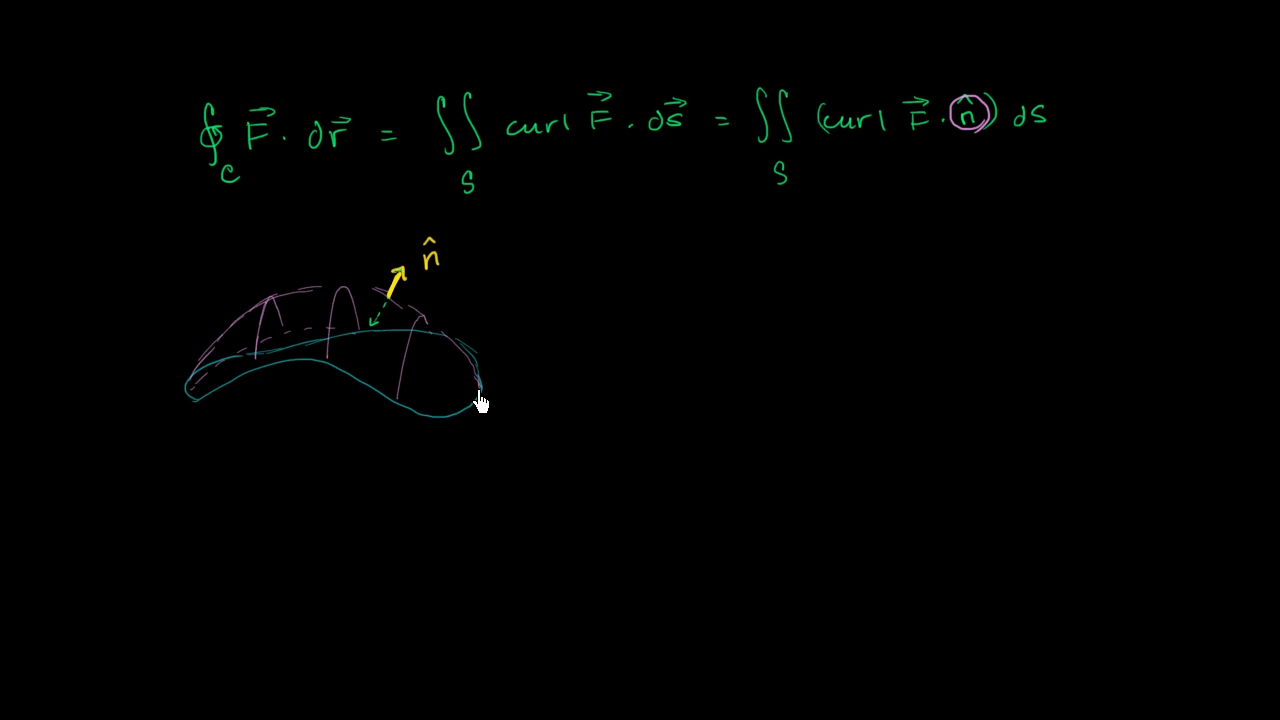 ∮_C F⃗ · dr⃗ = ∬_S curl F⃗ · ds⃗ = ∬_S (curl F⃗ · n̂) ds
n̂